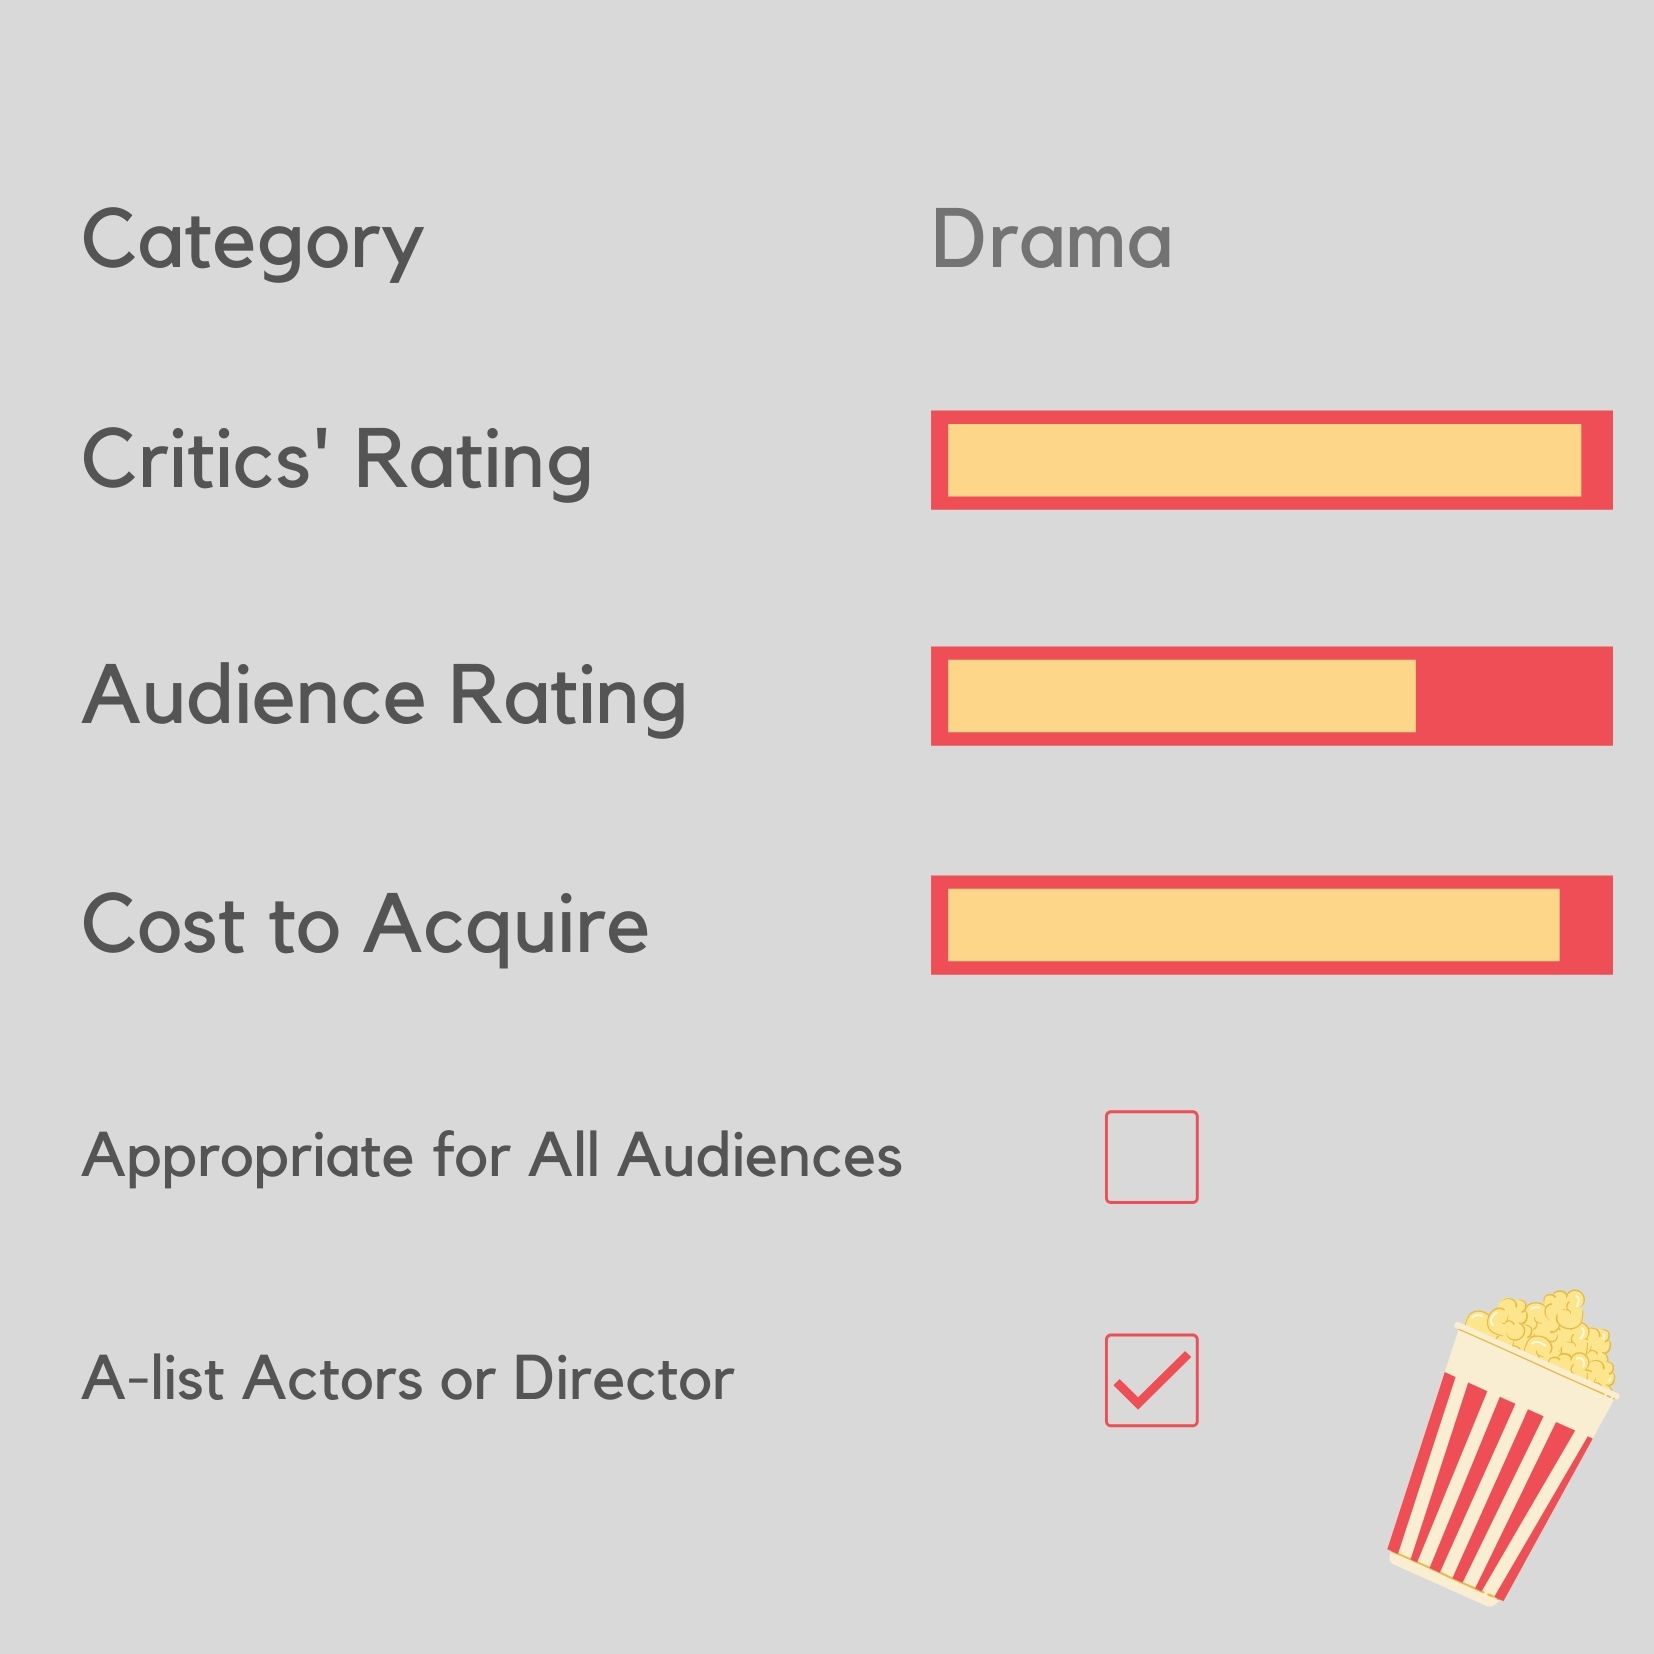 Category Drama
Critics' Rating
Audience Rating
Cost to Acquire
Appropriate for All Audiences
A-list Actors or Director